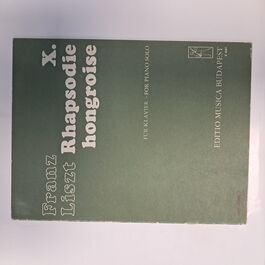 Franz
Liszt
X.
Rhapsodie
hongroise
FÜR KLAVIER – FOR PIANO SOLO
EDITIO MUSICA BUDAPEST